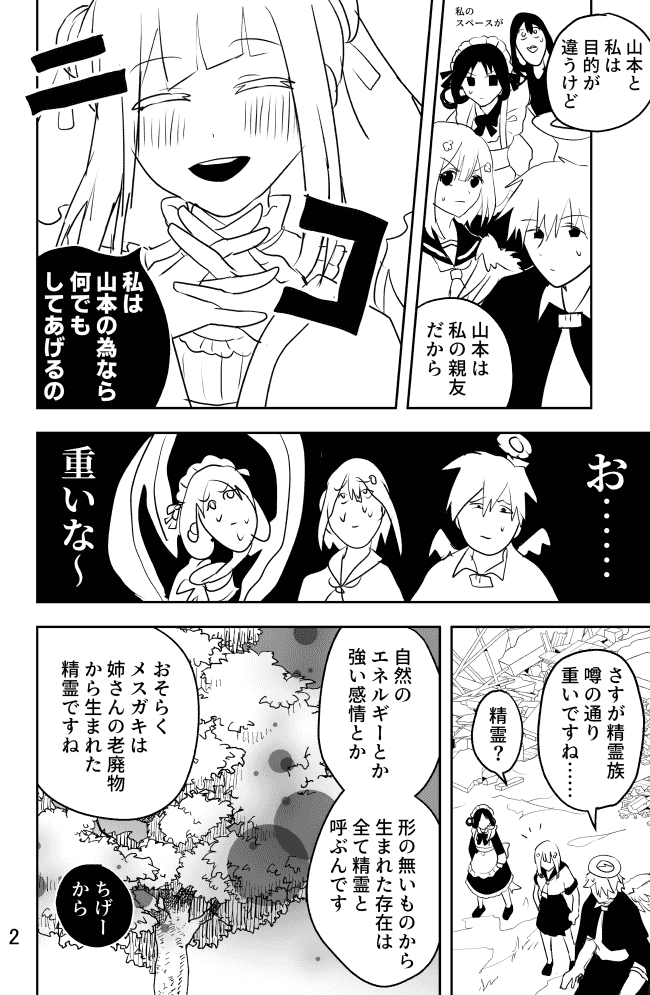 山本と
私は
目的が
違うけど
私の
スペースが
山本は
私の親友
だから
ニコ
私は
山本の為なら
何でも
してあげるの
お……
重いな〜
さすが精霊族
噂の通り
重いですね……
精霊？
自然の
エネルギーとか
強い感情とか
形の無いものから
生まれた存在は
全て精霊と
呼ぶんです
おそらく
メスガキは
姉さんの老廃物
から生まれた
精霊ですね
ちげー
から
2